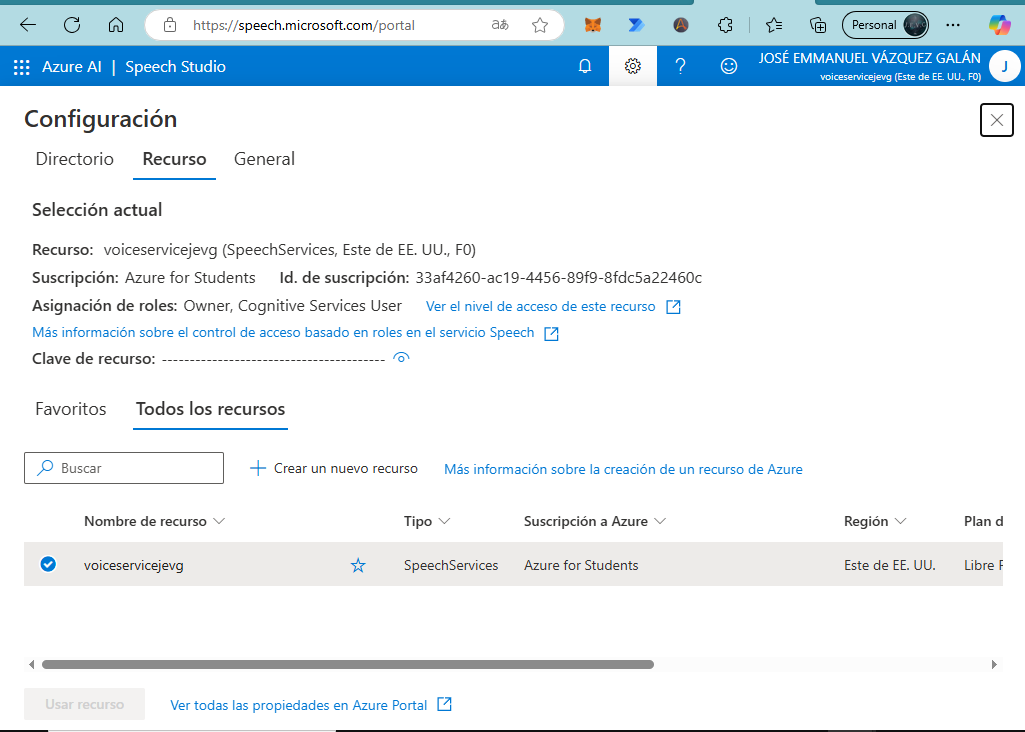 https://speech.microsoft.com/portal
aあ
Personal
Azure AI | Speech Studio
JOSÉ EMMANUEL VÁZQUEZ GALÁN
voiceservicejevg (Este de EE. UU., F0)
J
Configuración
Directorio Recurso General
Selección actual
Recurso: voiceservicejevg (SpeechServices, Este de EE. UU., F0)
Suscripción: Azure for Students Id. de suscripción: 33af4260-ac19-4456-89f9-8fdc5a22460c
Asignación de roles: Owner, Cognitive Services User Ver el nivel de acceso de este recurso
Más información sobre el control de acceso basado en roles en el servicio Speech
Clave de recurso: ----------------------------------------
Favoritos Todos los recursos
Buscar Crear un nuevo recurso Más información sobre la creación de un recurso de Azure
Nombre de recurso Tipo Suscripción a Azure Región Plan d
voiceservicejevg SpeechServices Azure for Students Este de EE. UU. Libre F
Usar recurso Ver todas las propiedades en Azure Portal